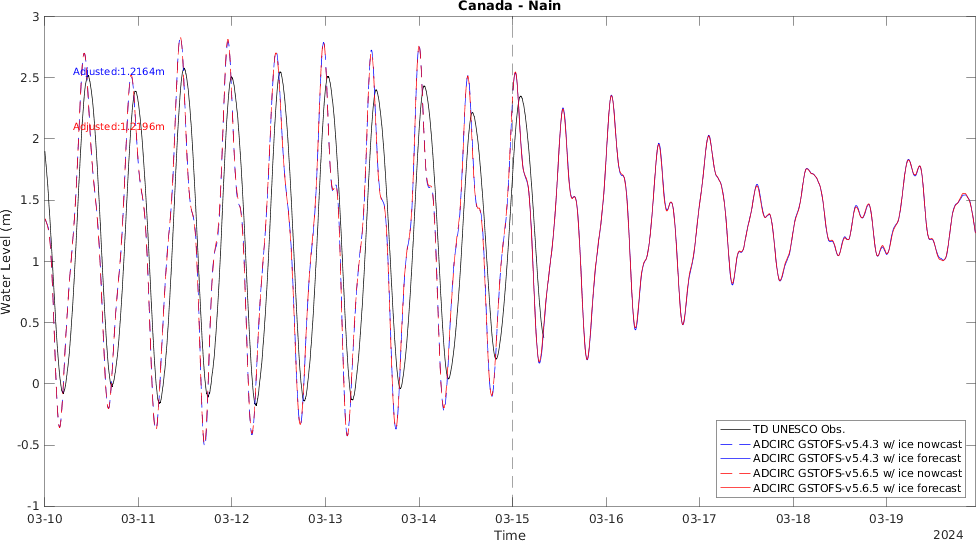 Canada - Nain
3
2.5
2
1.5
1
0.5
0
-0.5
-1
Water Level (m)
Adjusted:1.2164m
Adjusted:1.2196m
TD UNESCO Obs.
ADCIRC GSTOFS-v5.4.3 w/ ice nowcast
ADCIRC GSTOFS-v5.4.3 w/ ice forecast
ADCIRC GSTOFS-v5.6.5 w/ ice nowcast
ADCIRC GSTOFS-v5.6.5 w/ ice forecast
03-10 03-11 03-12 03-13 03-14 03-15 03-16 03-17 03-18 03-19
Time
2024